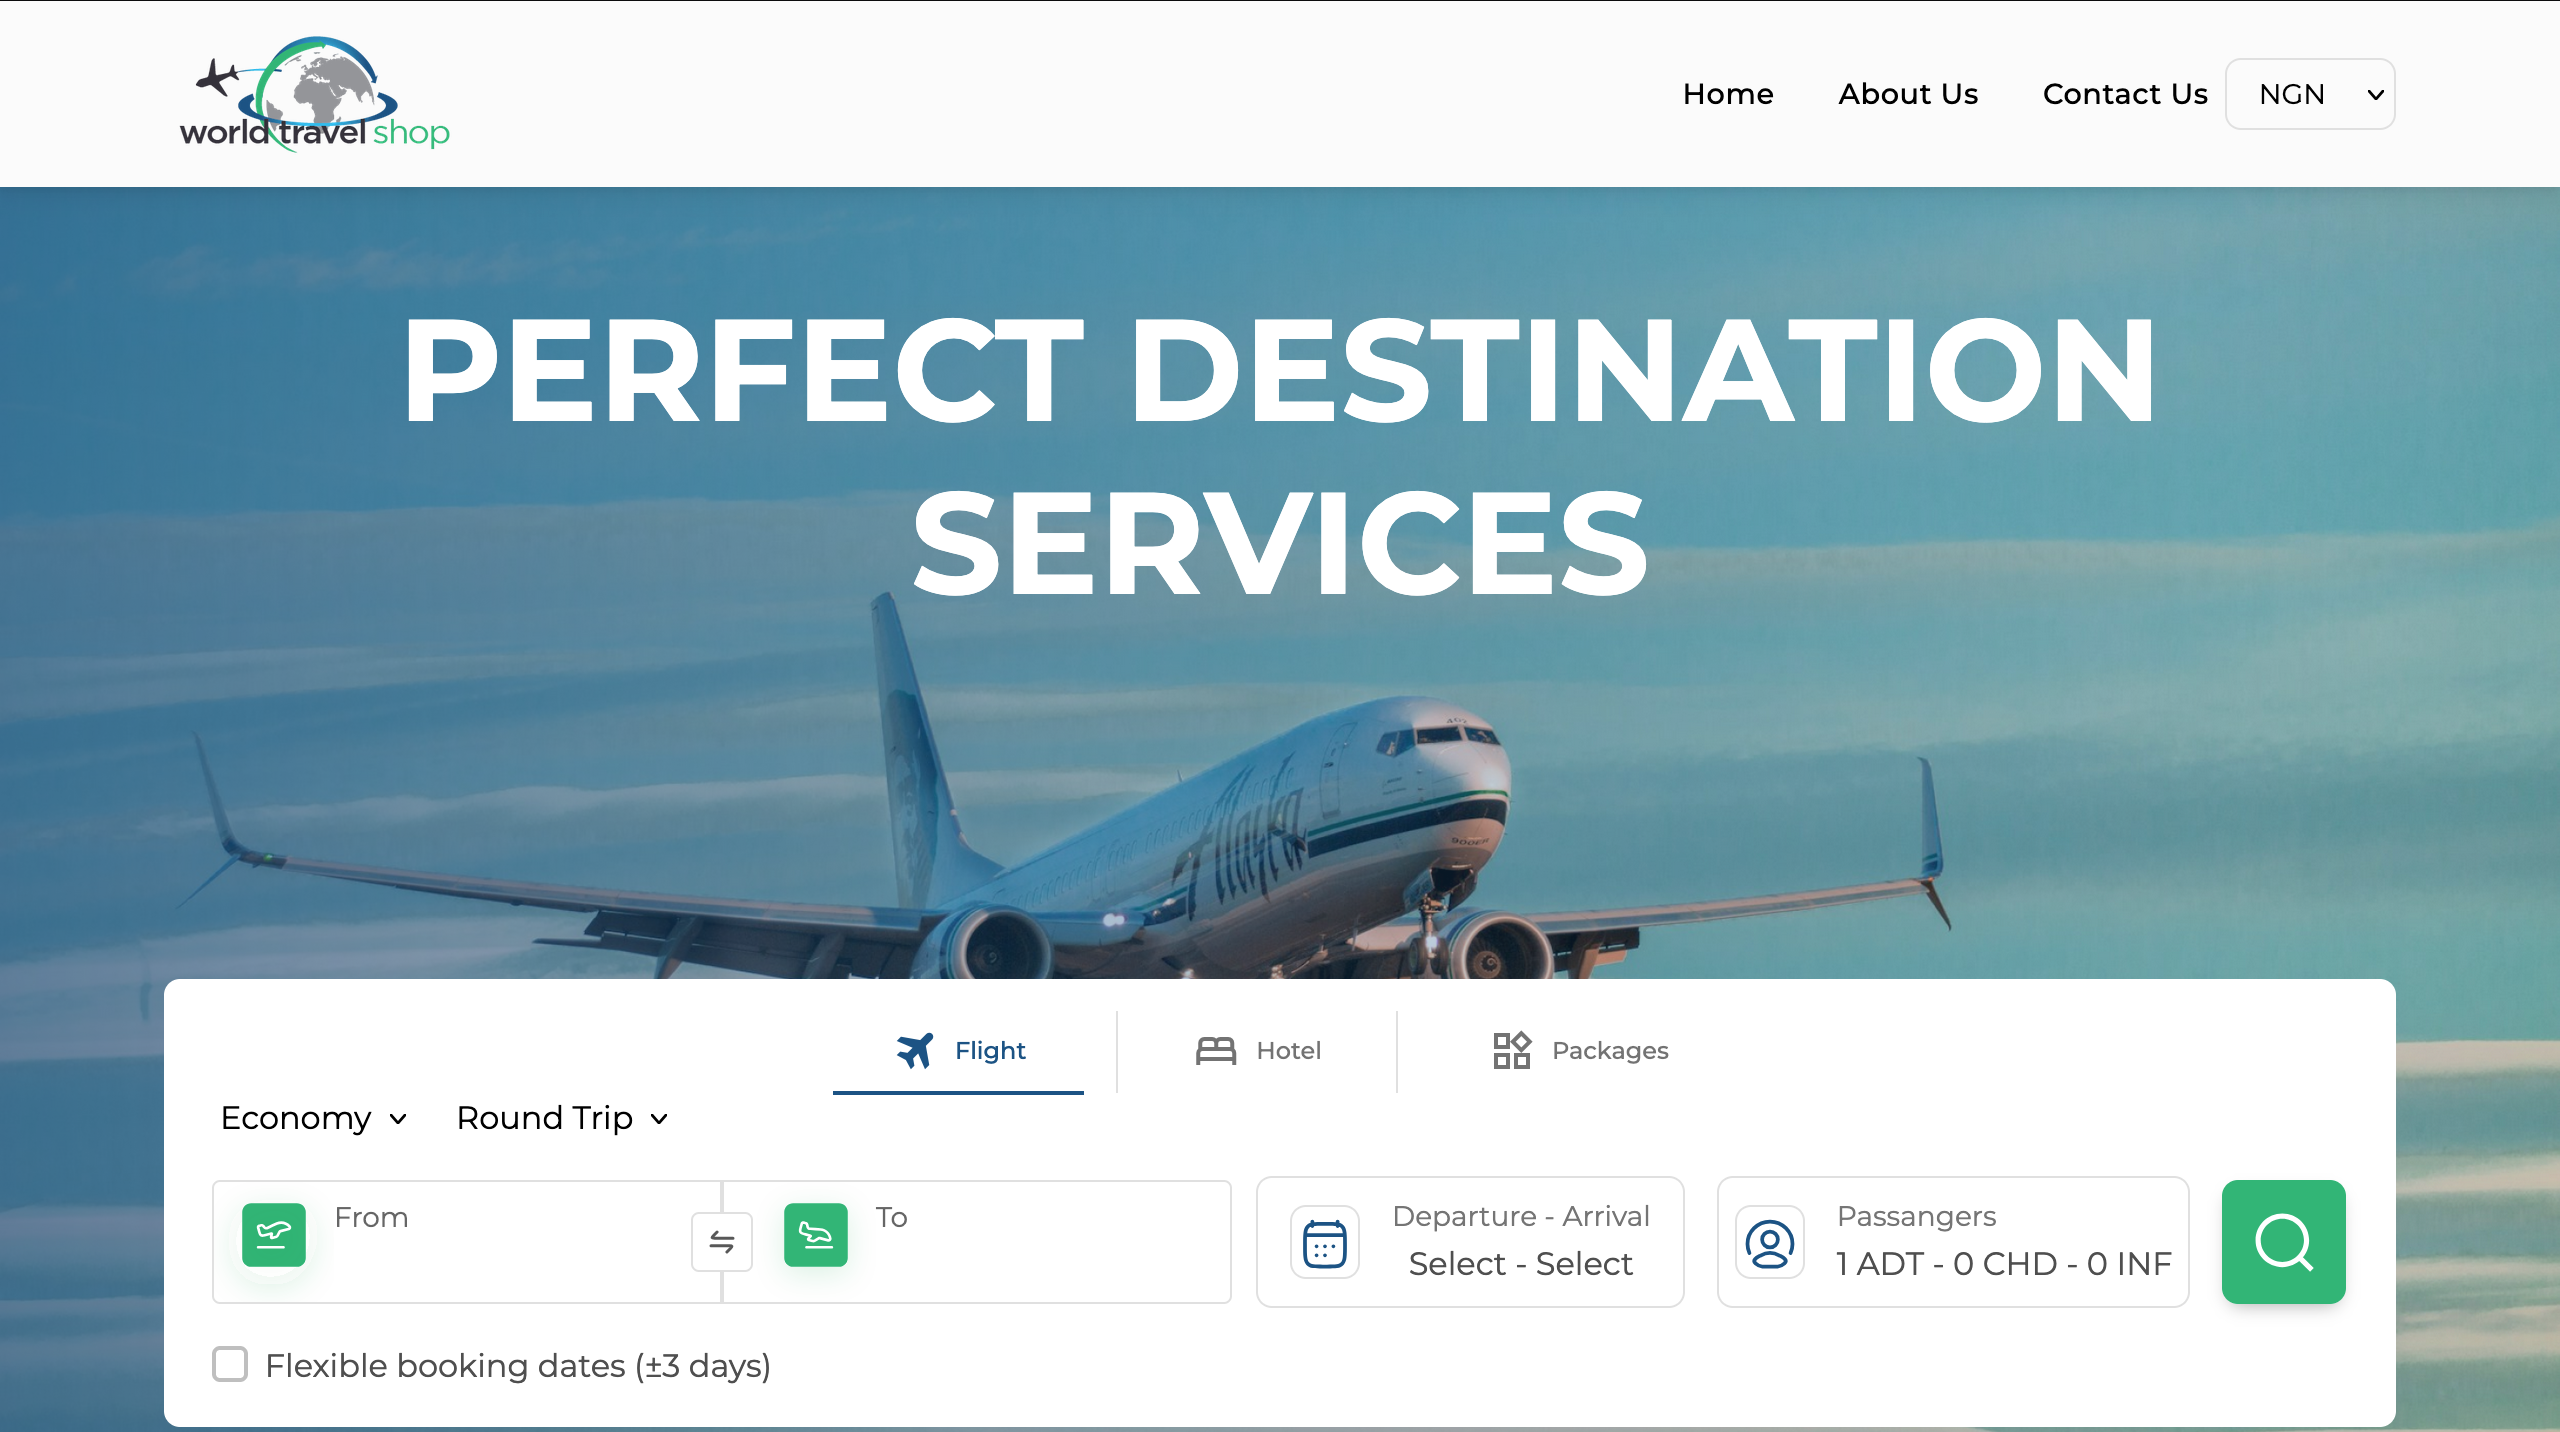 world travel shop
Home About Us Contact Us NGN
PERFECT DESTINATION
SERVICES
Alaska
Flight Hotel Packages
Economy Round Trip
From To Departure - Arrival Passangers
Select - Select 1 ADT - 0 CHD - 0 INF
Flexible booking dates (±3 days)